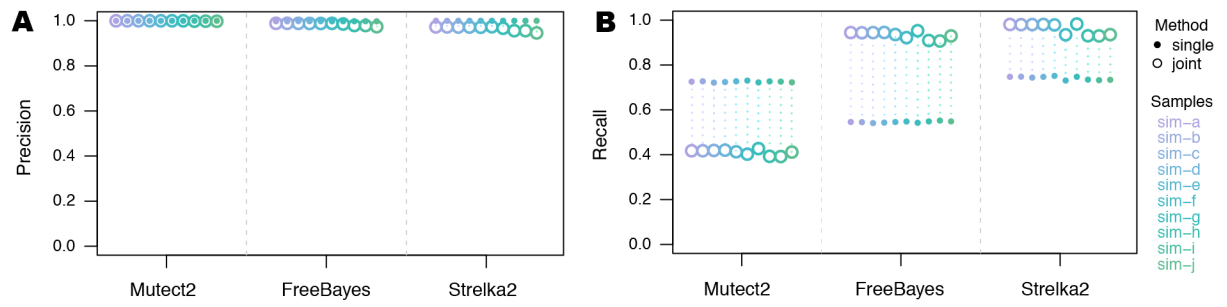 A
Precision
1.0
0.8
0.6
0.4
0.2
0.0
Mutect2
FreeBayes
Strelka2
B
Recall
1.0
0.8
0.6
0.4
0.2
0.0
Mutect2
FreeBayes
Strelka2
Method
single
joint
Samples
sim−a
sim−b
sim−c
sim−d
sim−e
sim−f
sim−g
sim−h
sim−i
sim−j